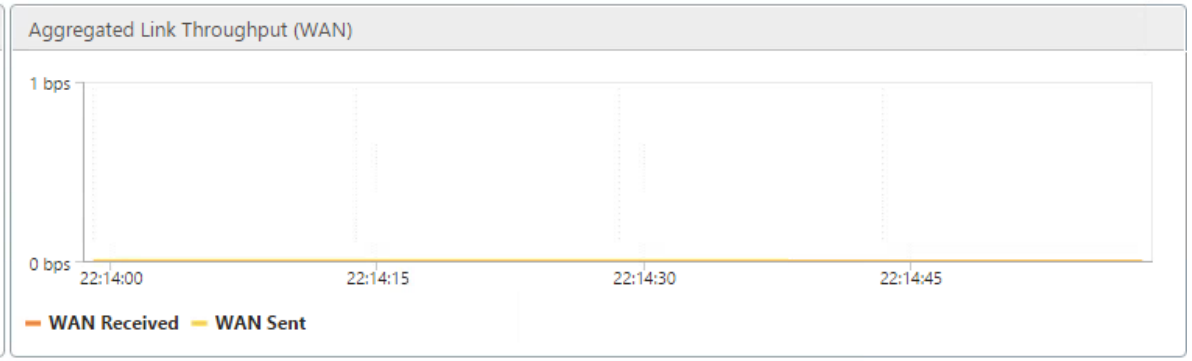 Aggregated Link Throughput (WAN)
1 bps
0 bps
22:14:00 22:14:15 22:14:30 22:14:45
WAN Received WAN Sent